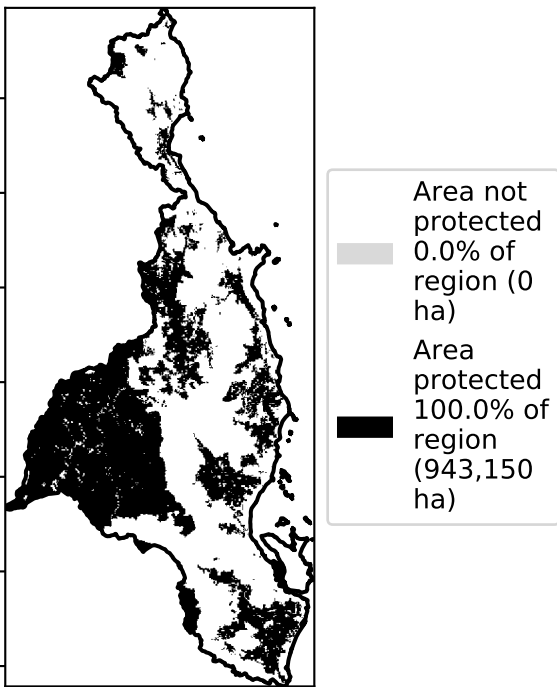 Area not
protected
0.0% of
region (0
ha)
Area
protected
100.0% of
region
(943,150
ha)